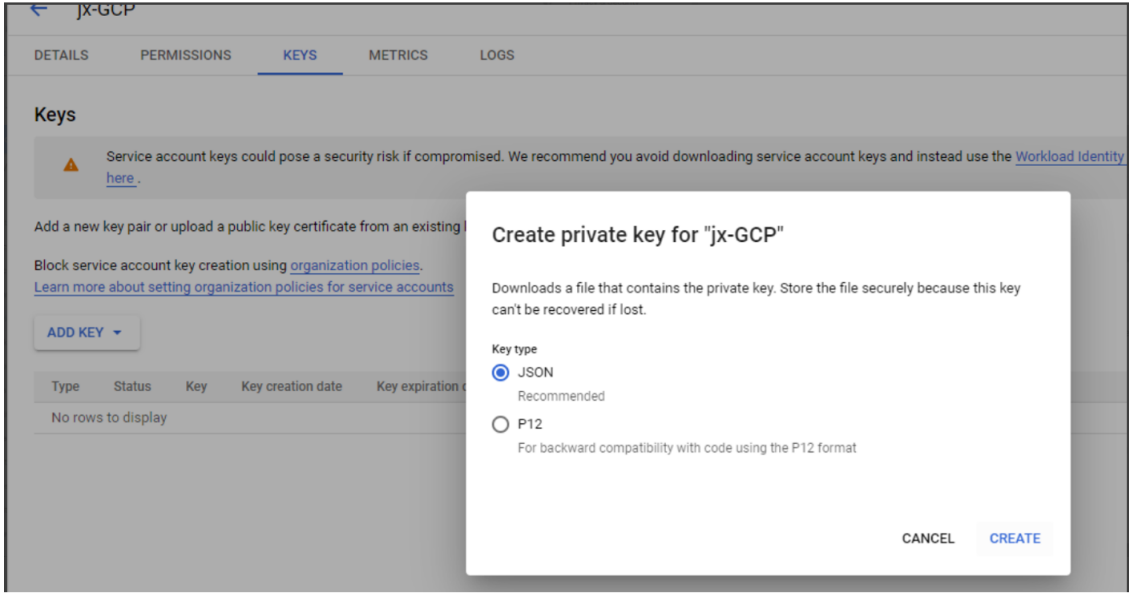 jx-GCP
DETAILS PERMISSIONS KEYS METRICS LOGS
Keys
Service account keys could pose a security risk if compromised. We recommend you avoid downloading service account keys and instead use the Workload Identity
here .
Add a new key pair or upload a public key certificate from an existing
Block service account key creation using organization policies.
Learn more about setting organization policies for service accounts
ADD KEY
Type Status Key Key creation date Key expiration
No rows to display
Create private key for "jx-GCP"
Downloads a file that contains the private key. Store the file securely because this key
can't be recovered if lost.
Key type
JSON
Recommended
P12
For backward compatibility with code using the P12 format
CANCEL CREATE